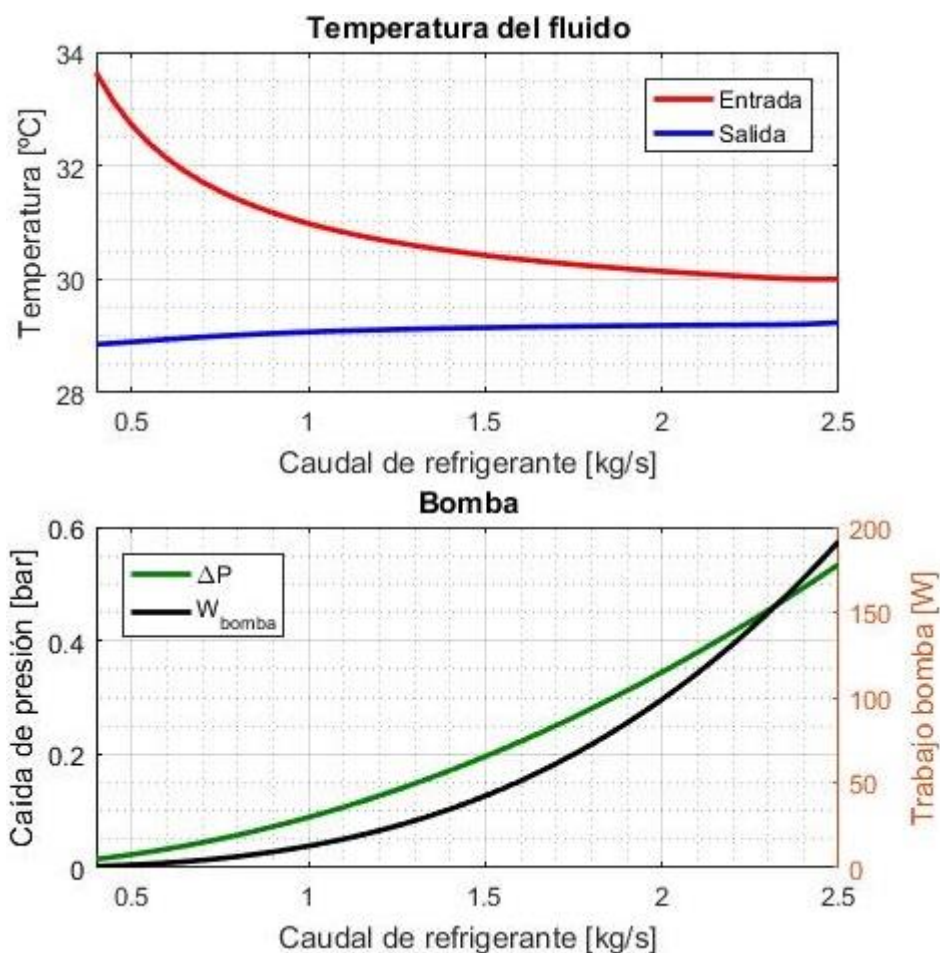 Temperatura del fluido
34
32
30
28
Temperatura [ºC]
Entrada
Salida
0.5 1 1.5 2 2.5
Caudal de refrigerante [kg/s]
Bomba
0.6
0.4
0.2
0
Caída de presión [bar]
ΔP
W_bomba
200
150
100
50
0
Trabajo bomba [W]
0.5 1 1.5 2 2.5
Caudal de refrigerante [kg/s]